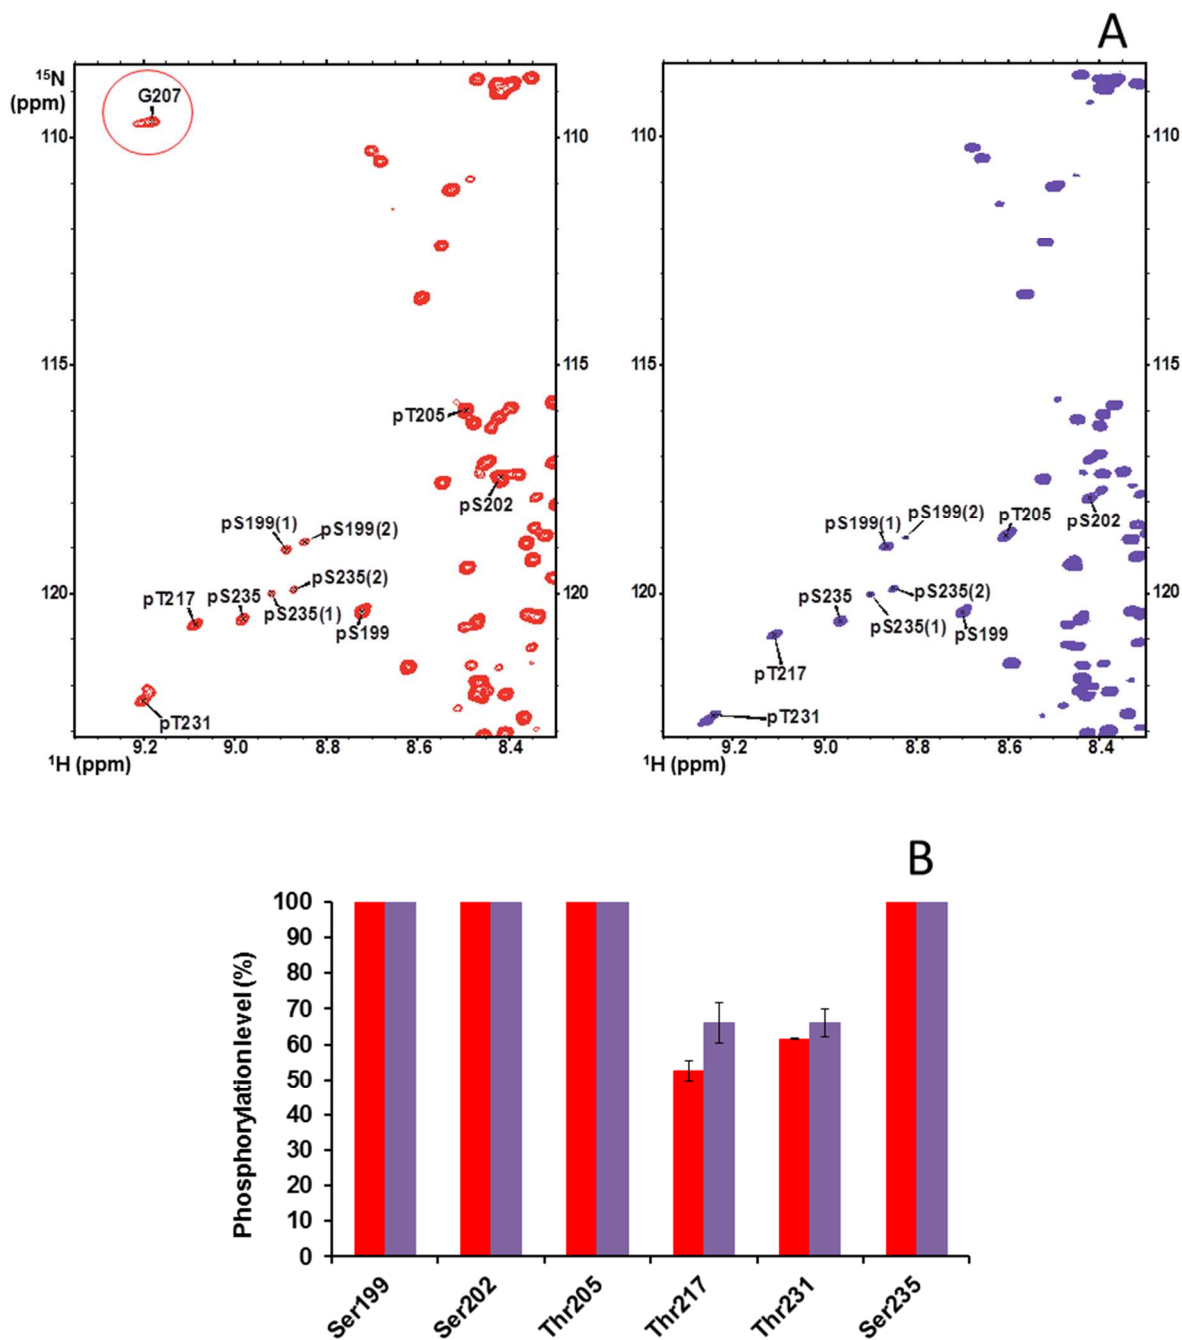 A
¹⁵N
(ppm)
G207
110
110
110
115
115
115
pT205
pS202
pS199(1)
pS199(2)
pT217
pS235
pS235(2)
pS235(1)
pS199
120
120
120
pT231
pS199(1)
pS199(2)
pT205
pS202
pS235
pS235(2)
pS235(1)
pS199
pT217
pT231
9.2 9.0 8.8 8.6 8.4
¹H (ppm)
9.2 9.0 8.8 8.6 8.4
¹H (ppm)
B
Phosphorylation level (%)
100
90
80
70
60
50
40
30
20
10
0
Ser199
Ser202
Thr205
Thr217
Thr231
Ser235